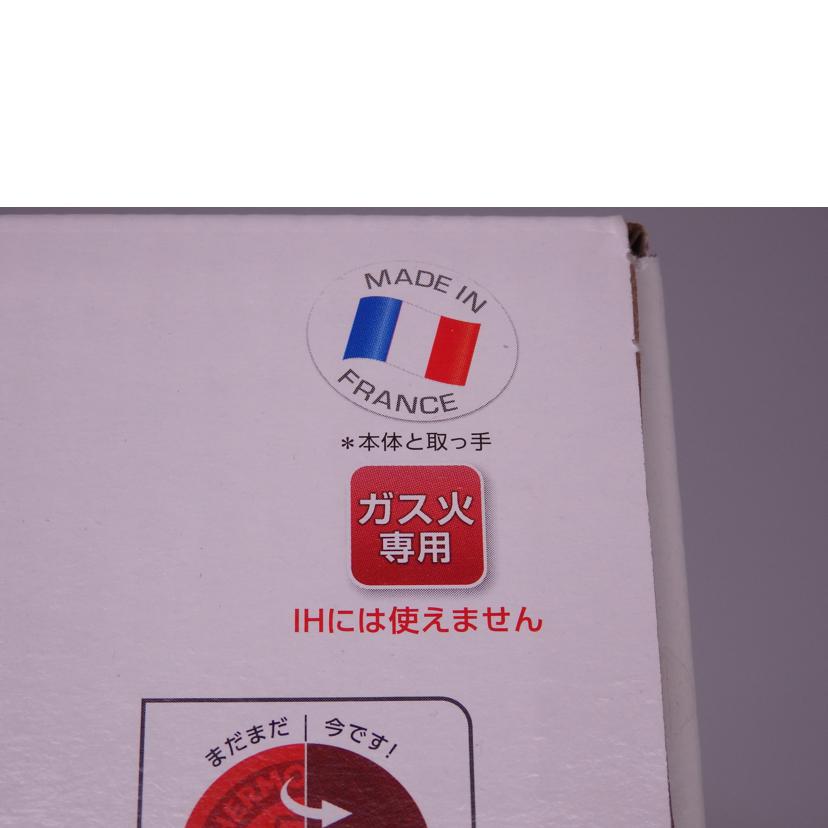 MADE IN
FRANCE
*本体と取っ手
ガス火
専用
IHには使えません
まだまだ
今です!
THERMO